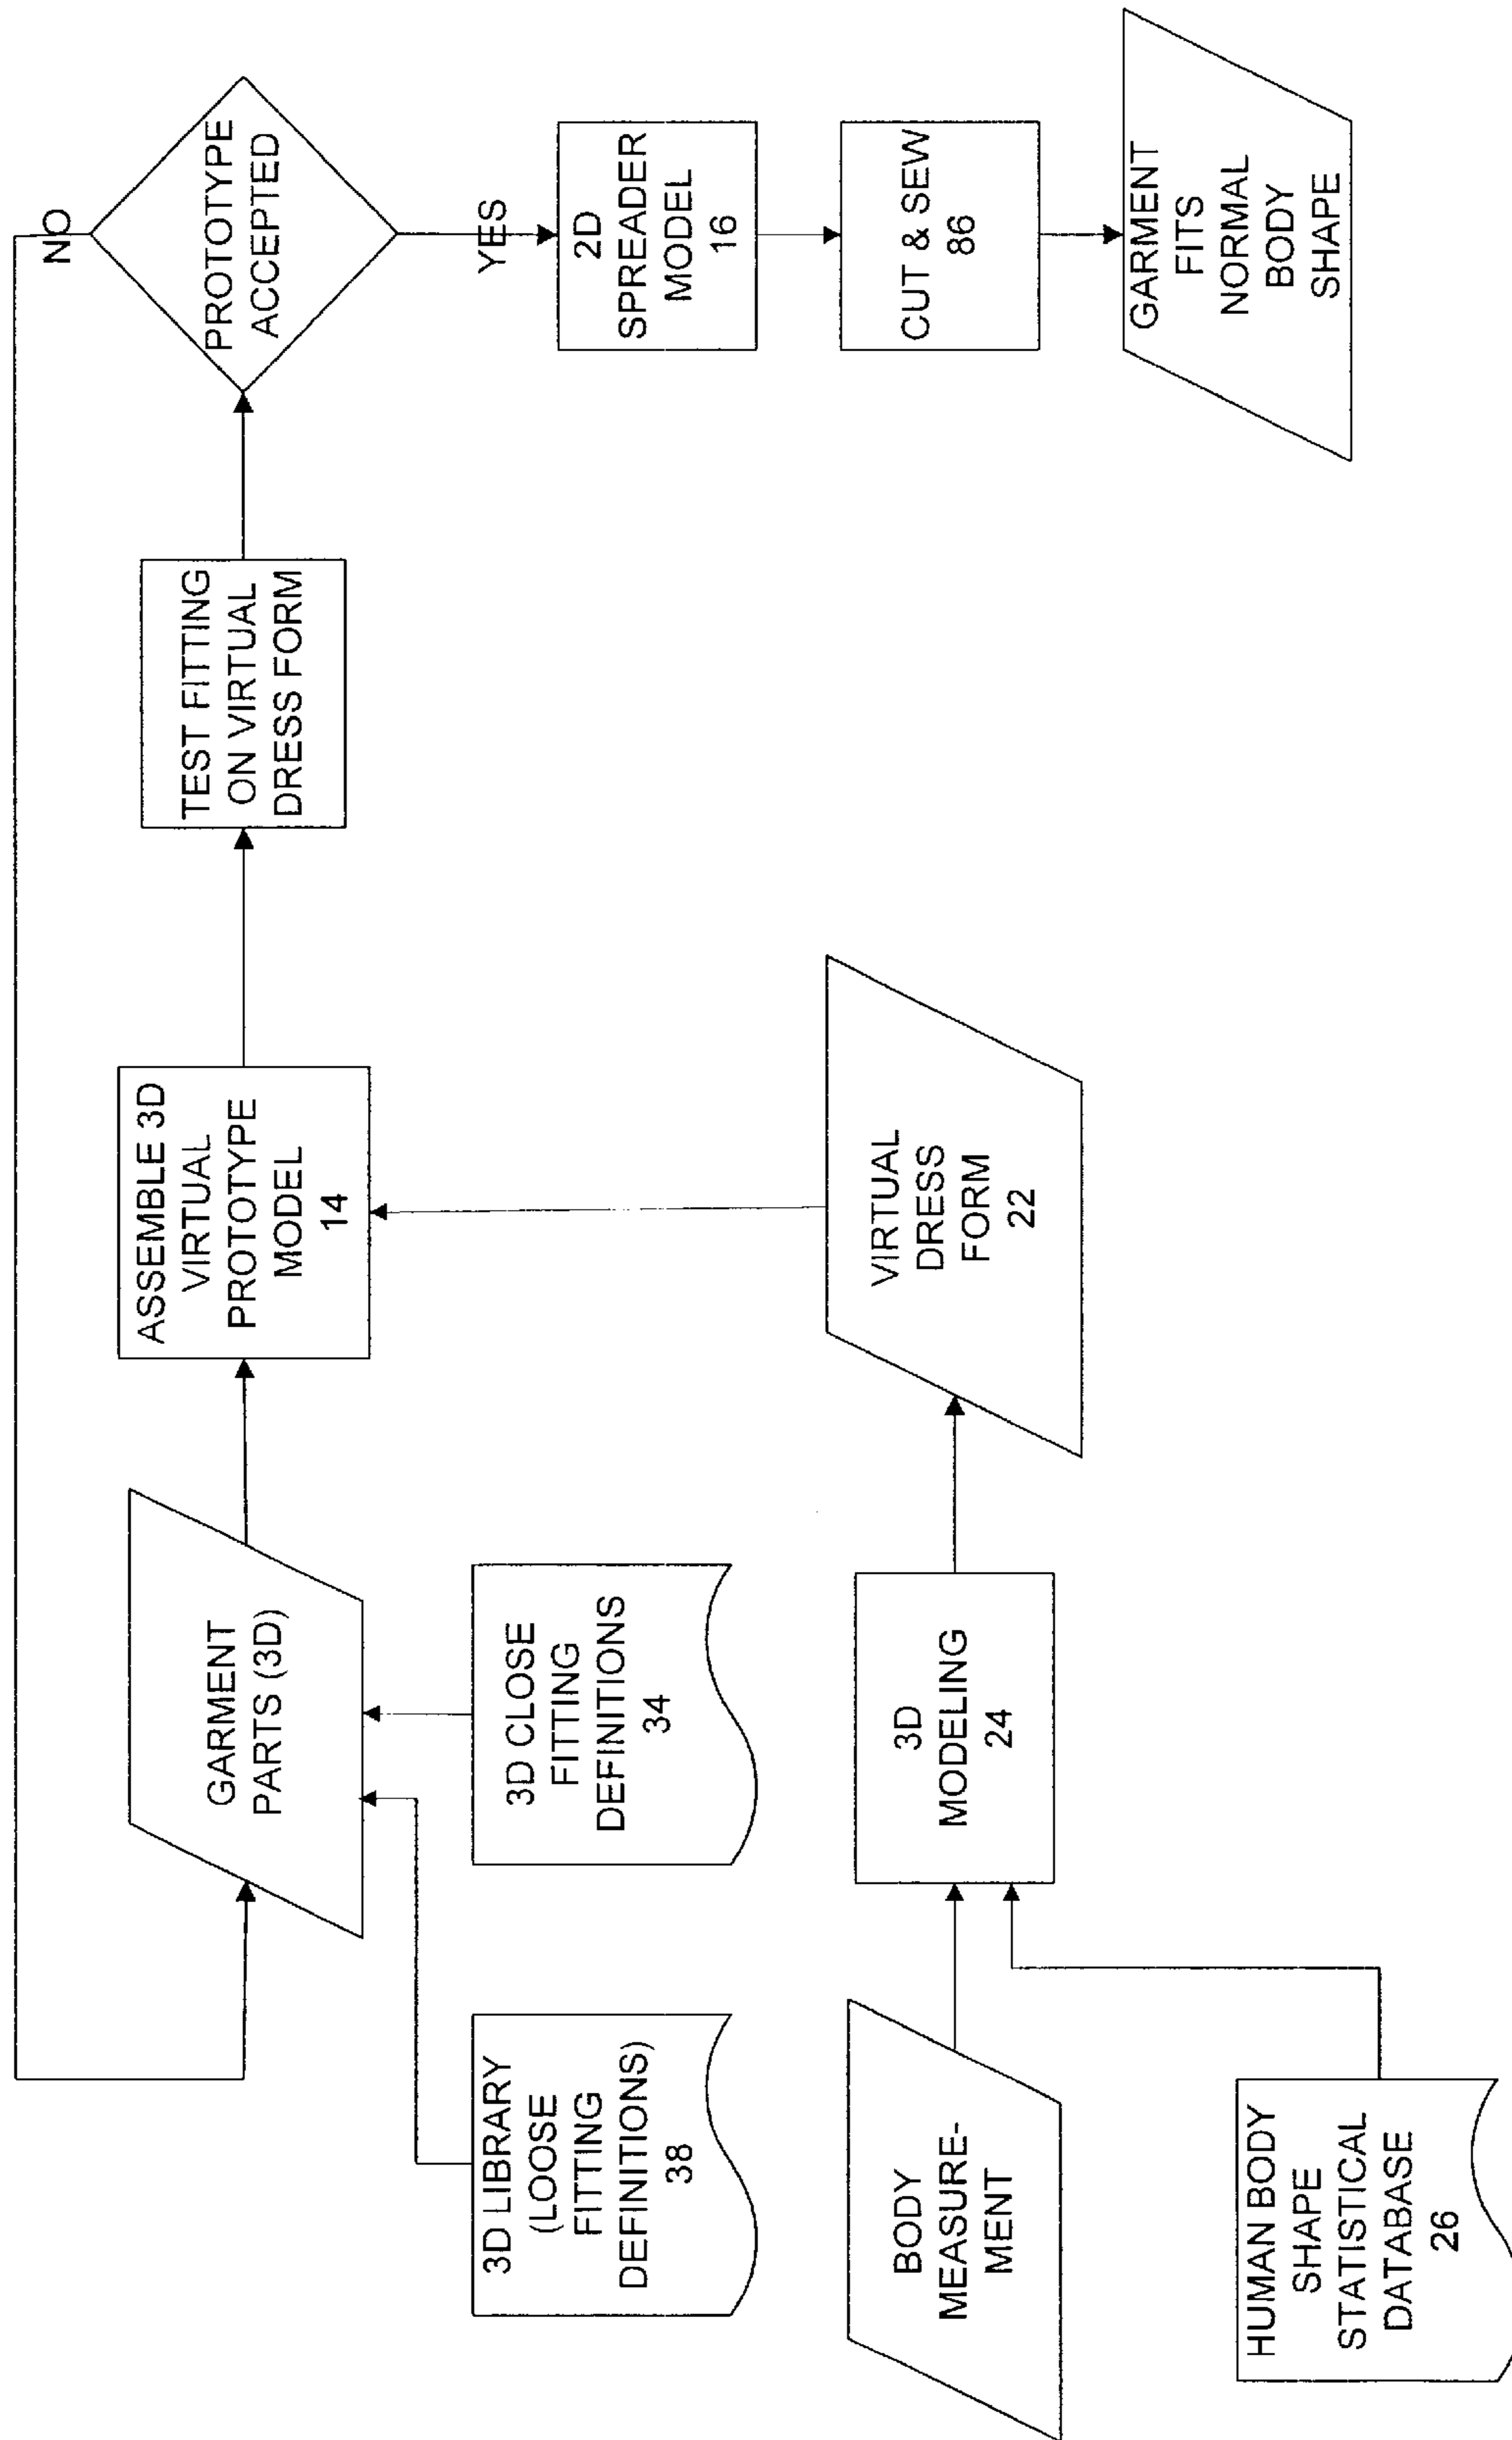 3D LIBRARY
(LOOSE
FITTING
DEFINITIONS)
38
GARMENT
PARTS (3D)
3D CLOSE
FITTING
DEFINITIONS
34
ASSEMBLE 3D
VIRTUAL
PROTOTYPE
MODEL
14
TEST FITTING
ON VIRTUAL
DRESS FORM
NO
PROTOTYPE
ACCEPTED
YES
2D
SPREADER
MODEL
16
CUT & SEW
86
GARMENT
FITS
NORMAL
BODY
SHAPE
BODY
MEASURE-
MENT
HUMAN BODY
SHAPE
STATISTICAL
DATABASE
26
3D
MODELING
24
VIRTUAL
DRESS
FORM
22